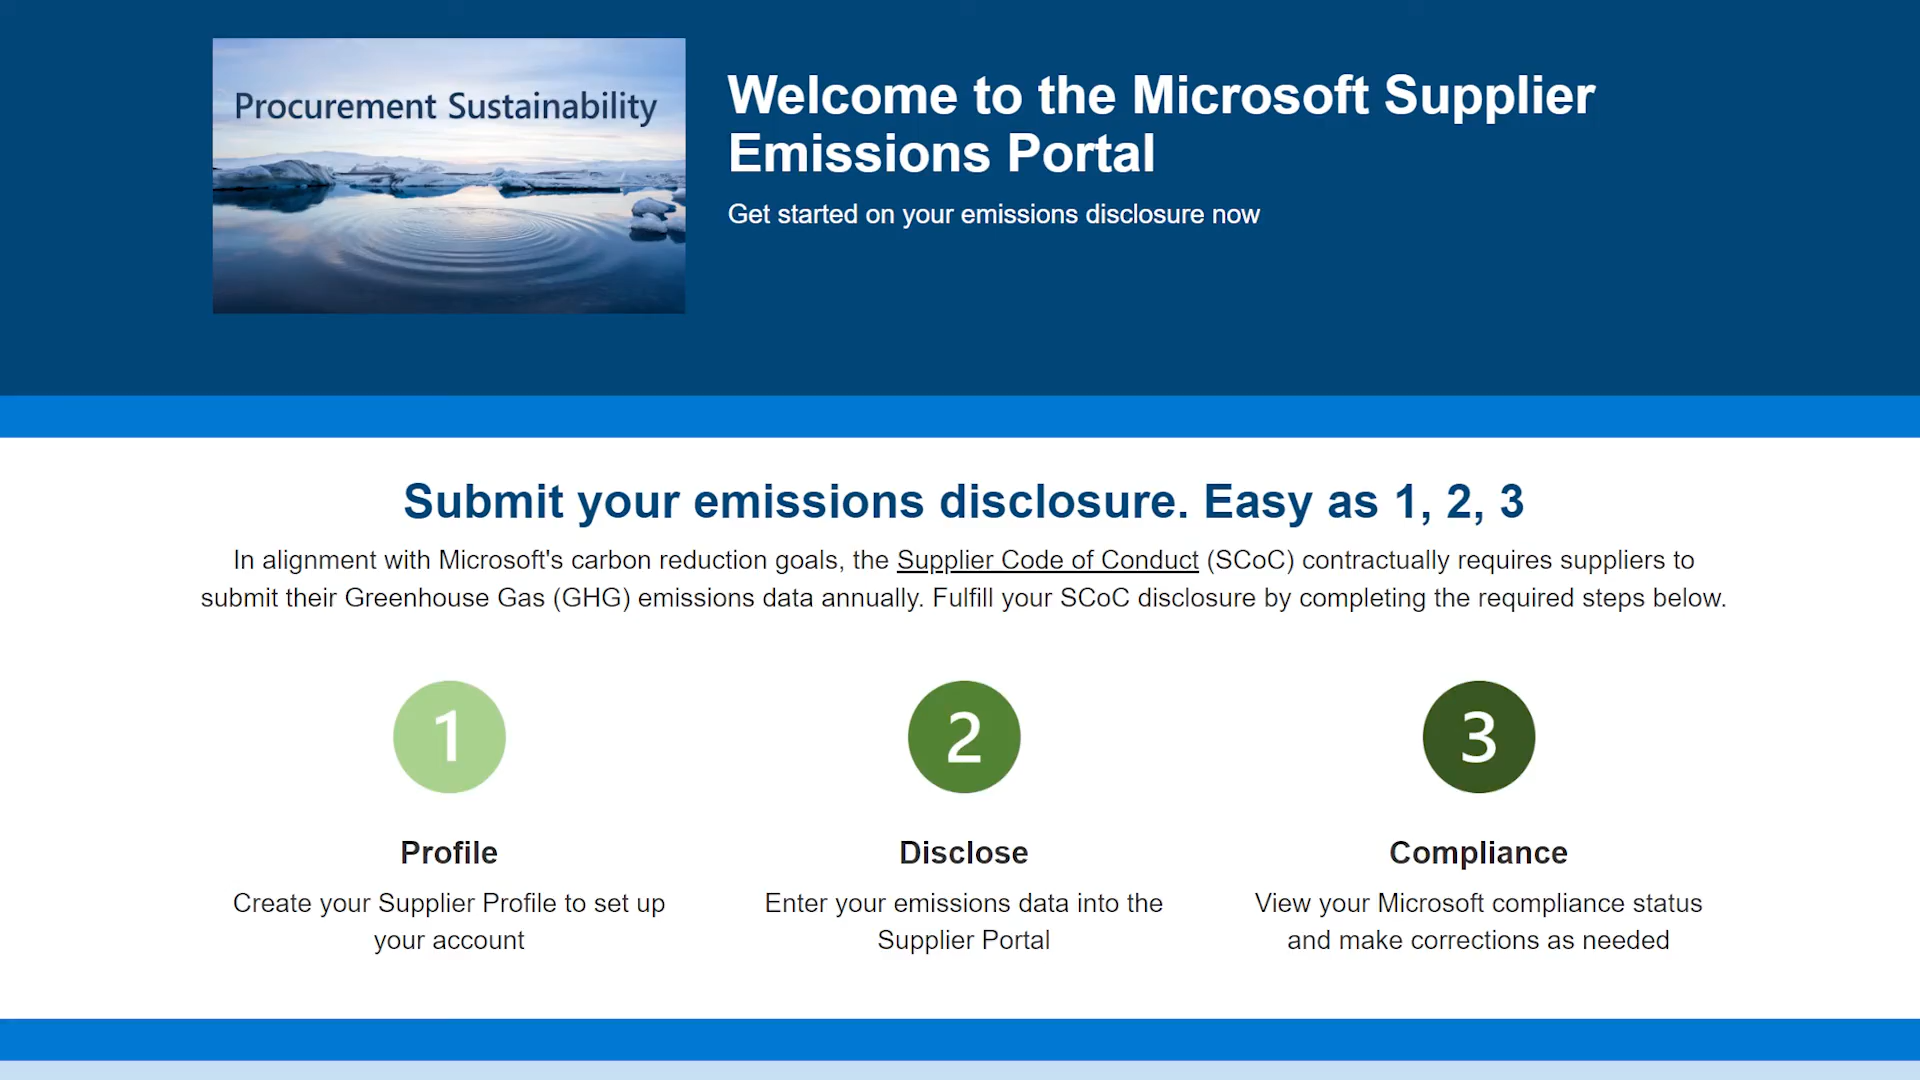 Procurement Sustainability
Welcome to the Microsoft Supplier
Emissions Portal
Get started on your emissions disclosure now
Submit your emissions disclosure. Easy as 1, 2, 3
In alignment with Microsoft's carbon reduction goals, the Supplier Code of Conduct (SCoC) contractually requires suppliers to
submit their Greenhouse Gas (GHG) emissions data annually. Fulfill your SCoC disclosure by completing the required steps below.
1
Profile
Create your Supplier Profile to set up
your account
2
Disclose
Enter your emissions data into the
Supplier Portal
3
Compliance
View your Microsoft compliance status
and make corrections as needed